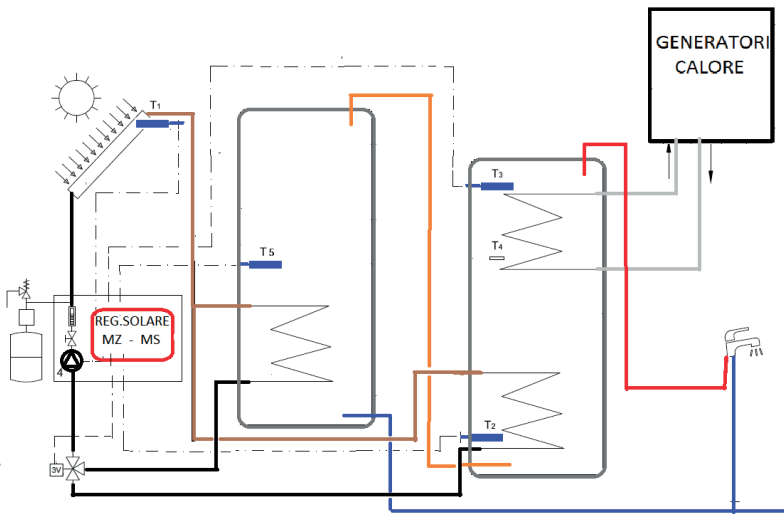 GENERATORI
CALORE
T1
T3
T4
T5
REG.SOLARE
MZ - MS
4
T2
3V